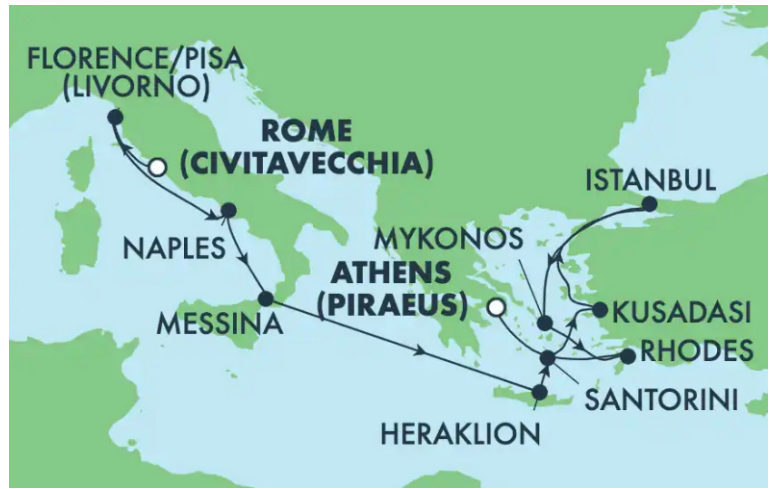 FLORENCE/PISA
(LIVORNO)
ROME
(CIVITAVECCHIA)
ISTANBUL
NAPLES
MYKONOS
ATHENS
(PIRAEUS)
MESSINA
KUSADASI
RHODES
SANTORINI
HERAKLION